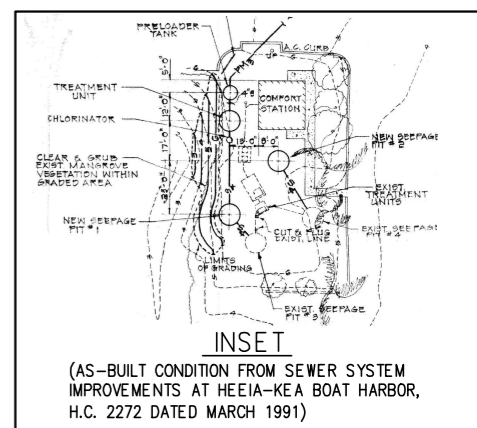 PRELOADER
TANK
A.C. CURB
TREATMENT
UNIT
4"S
COMFORT
STATION
CHLORINATOR
NEW SEEPAGE
PIT #2
CLEAR & GRUB
EXIST MANGROVE
VEGETATION WITHIN
GRADED AREA
EXIST.
TREATMENT
UNITS
NEW SEEPAGE
PIT #1
CUT & PLUG
EXIST. LINE
EXIST. SEEPAGE
PIT #4
LIMITS
OF GRADING
EXIST. SEEPAGE
PIT #3
INSET
(AS-BUILT CONDITION FROM SEWER SYSTEM
IMPROVEMENTS AT HEEIA-KEA BOAT HARBOR,
H.C. 2272 DATED MARCH 1991)